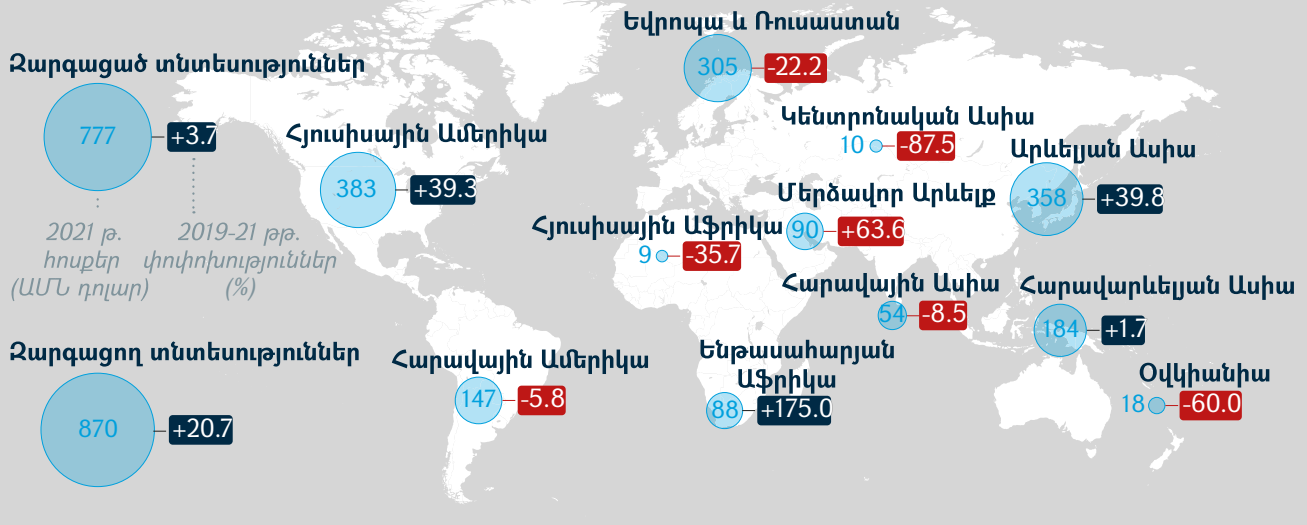 Զարգացած տնտեսություններ
777
+3.7
2021 թ.
հոսքեր
(ԱՄՆ դոլար)
2019-21 թթ.
փոփոխություններ
(%)
Զարգացող տնտեսություններ
870
+20.7
Հյուսիսային Ամերիկա
383
+39.3
Հարավային Ամերիկա
147
-5.8
Եվրոպա և Ռուսաստան
305
-22.2
Կենտրոնական Ասիա
10
-87.5
Արևելյան Ասիա
358
+39.8
Մերձավոր Արևելք
90
+63.6
Հյուսիսային Աֆրիկա
9
-35.7
Հարավային Ասիա
54
-8.5
Հարավարևելյան Ասիա
184
+1.7
Ենթասահարյան
Աֆրիկա
88
+175.0
Օվկիանիա
18
-60.0